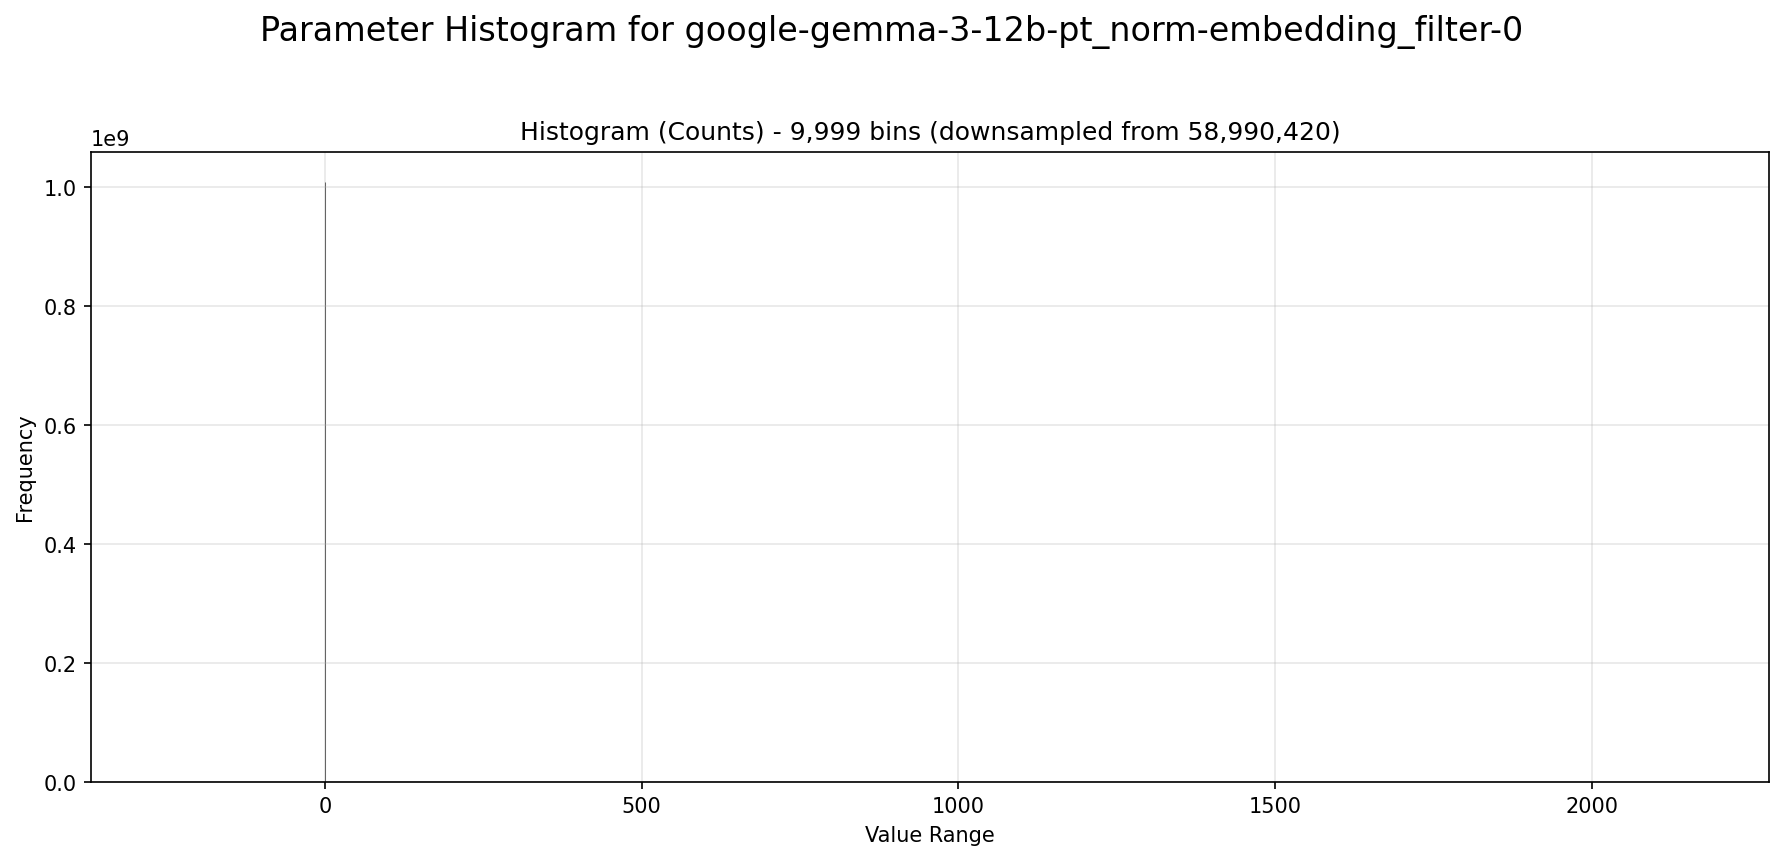 Parameter Histogram for google-gemma-3-12b-pt_norm-embedding_filter-0
Histogram (Counts) - 9,999 bins (downsampled from 58,990,420)
1e9
1.0
0.8
0.6
0.4
0.2
0.0
Frequency
0 500 1000 1500 2000
Value Range